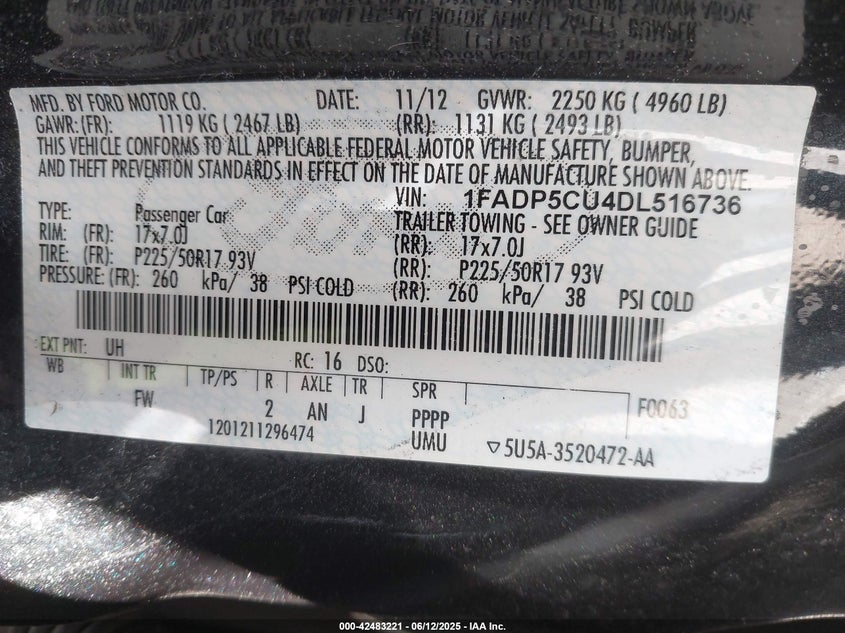 MFD. BY FORD MOTOR CO. DATE: 11/12 GVWR: 2250 KG ( 4960 LB)
GAWR:(FR): 1119 KG ( 2467 LB) (RR): 1131 KG ( 2493 LB)
THIS VEHICLE CONFORMS TO ALL APPLICABLE FEDERAL MOTOR VEHICLE SAFETY, BUMPER,
AND THEFT PREVENTION STANDARDS IN EFFECT ON THE DATE OF MANUFACTURE SHOWN ABOVE.
VIN: 1FADP5CU4DL516736
TYPE: Passenger Car TRAILER TOWING - SEE OWNER GUIDE
RIM: (FR): 17x7.0J (RR): 17x7.0J
TIRE: (FR): P225/50R17 93V (RR): P225/50R17 93V
PRESSURE: (FR): 260 kPa/ 38 PSI COLD (RR): 260 kPa/ 38 PSI COLD
EXT PNT: UH RC: 16 DSO:
WB INT TR TP/PS R AXLE TR SPR
FW 2 AN J PPPP F0063
1201211296474 UMU ▽5U5A-3520472-AA
000-42483221 | 06/12/2025 - IAA Inc.